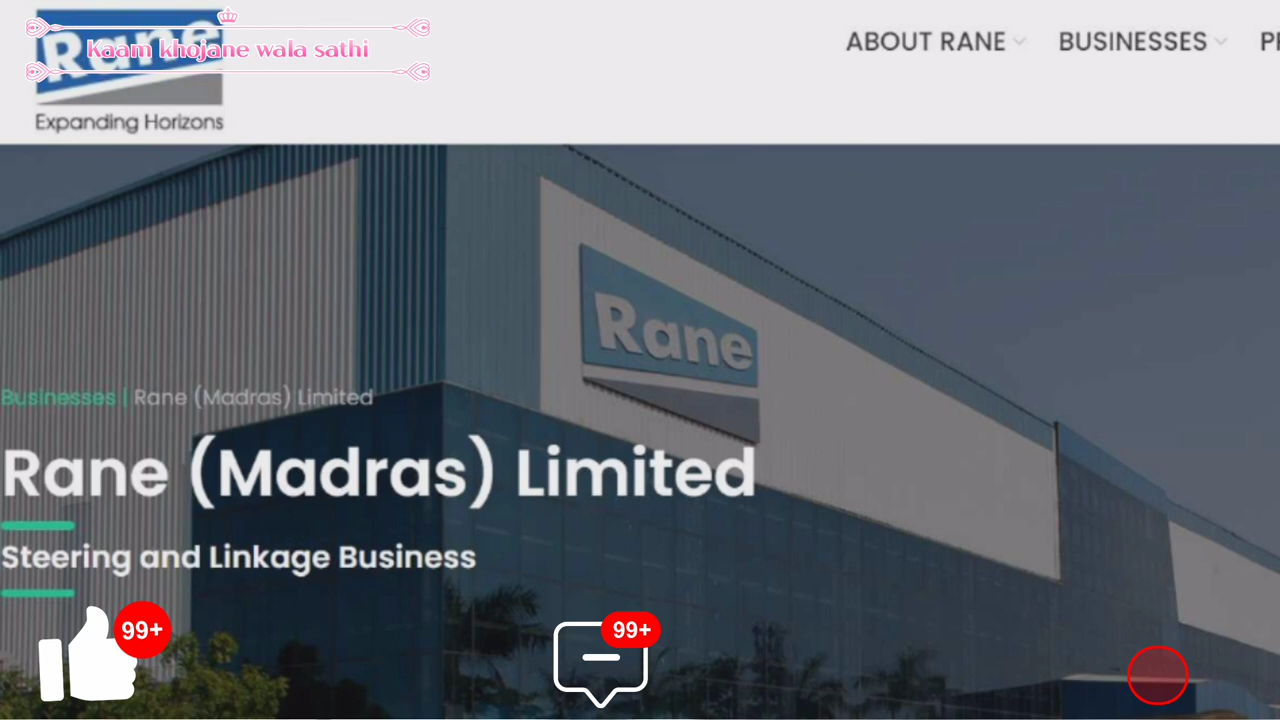 Rane
Kaam khojane wala sathi
Expanding Horizons
ABOUT RANE
BUSINESSES
Rane
Businesses | Rane (Madras) Limited
Rane (Madras) Limited
Steering and Linkage Business
99+
99+